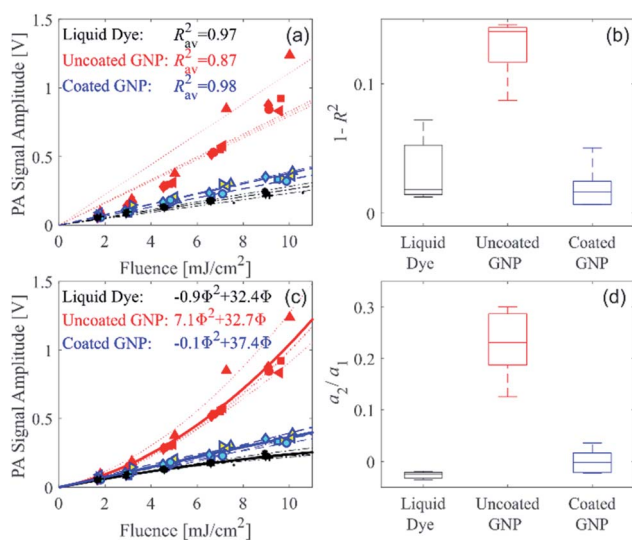 (a)
Liquid Dye: R²av=0.97
Uncoated GNP: R²av=0.87
Coated GNP: R²av=0.98
PA Signal Amplitude [V]
1.5
1
0.5
0
0 2 4 6 8 10
Fluence [mJ/cm²]
(b)
1- R²
0.1
0
Liquid Dye
Uncoated GNP
Coated GNP
(c)
Liquid Dye: -0.9Φ²+32.4Φ
Uncoated GNP: 7.1Φ²+32.7Φ
Coated GNP: -0.1Φ²+37.4Φ
PA Signal Amplitude [V]
1.5
1
0.5
0
0 2 4 6 8 10
Fluence [mJ/cm²]
(d)
a₂/a₁
0.3
0.2
0.1
0
Liquid Dye
Uncoated GNP
Coated GNP